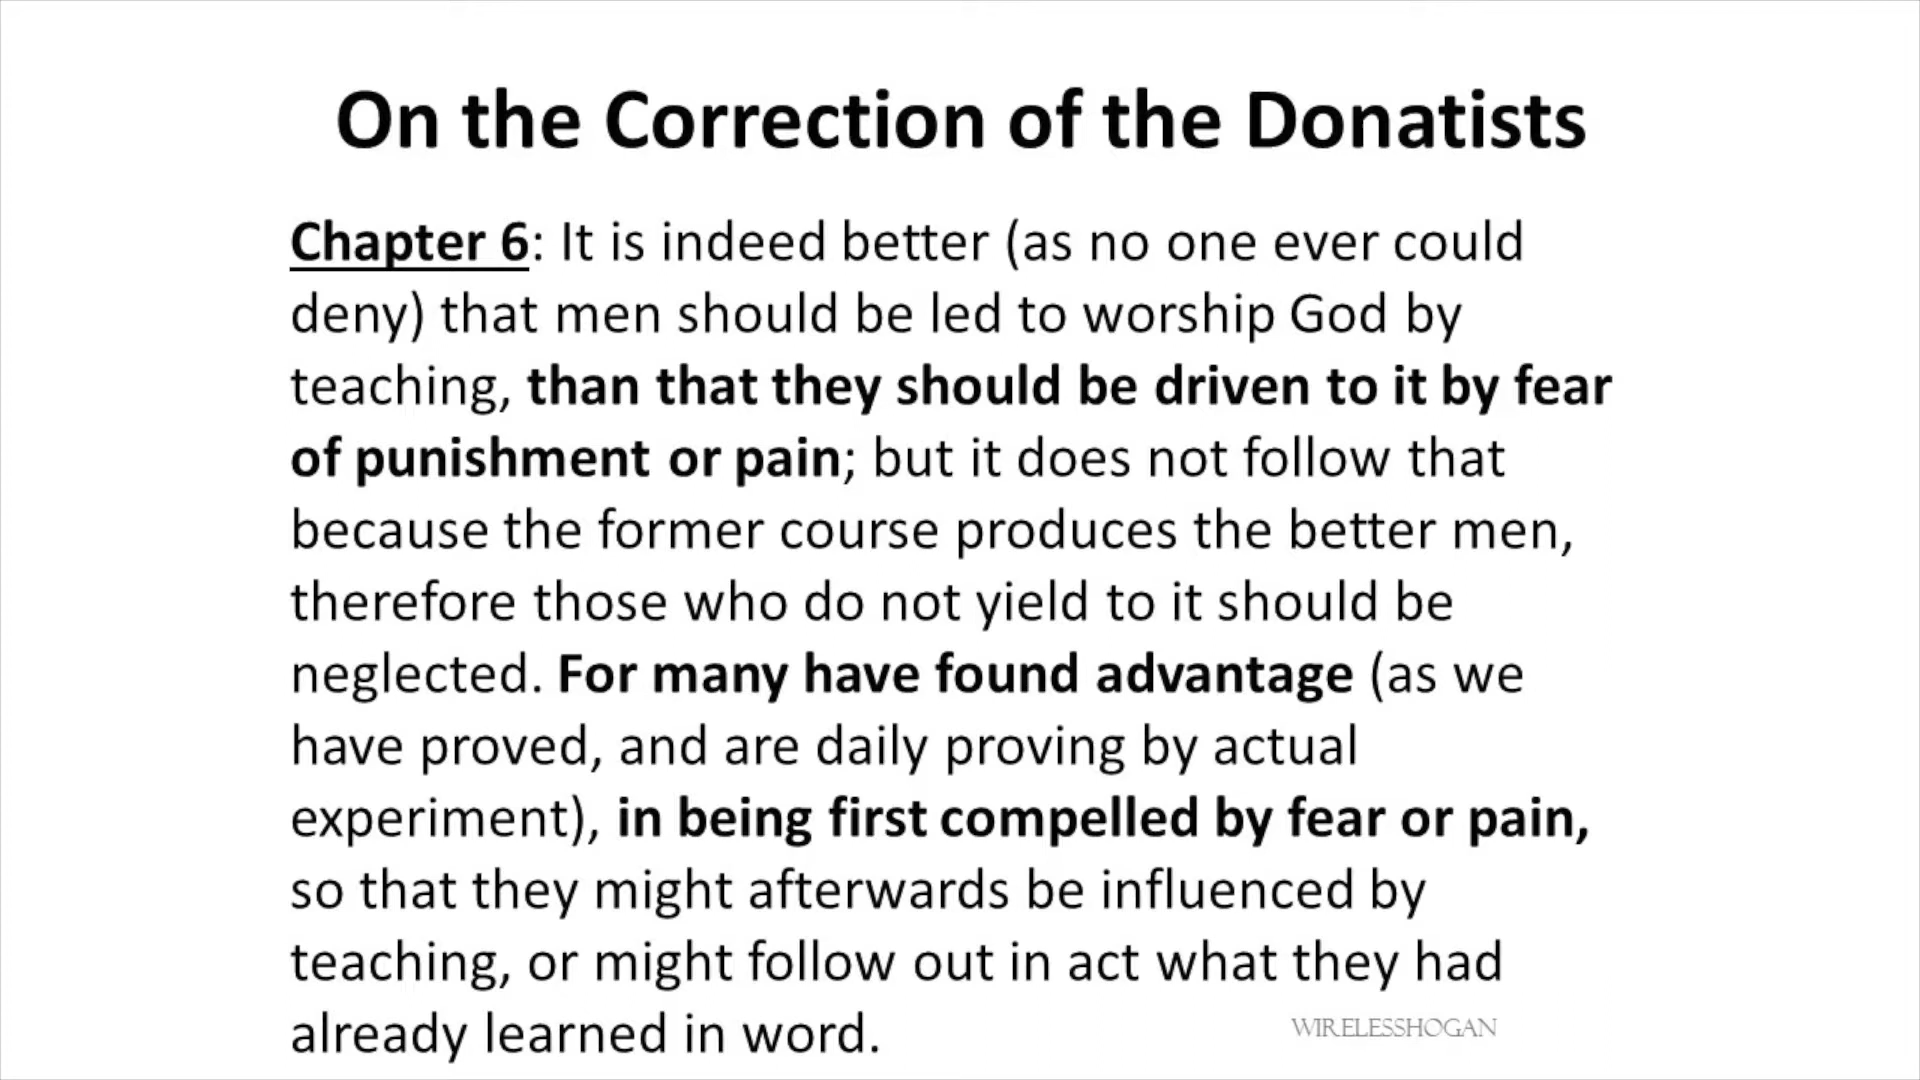 On the Correction of the Donatists
Chapter 6: It is indeed better (as no one ever could
deny) that men should be led to worship God by
teaching, than that they should be driven to it by fear
of punishment or pain; but it does not follow that
because the former course produces the better men,
therefore those who do not yield to it should be
neglected. For many have found advantage (as we
have proved, and are daily proving by actual
experiment), in being first compelled by fear or pain,
so that they might afterwards be influenced by
teaching, or might follow out in act what they had
already learned in word.
WIRELESSHOGAN